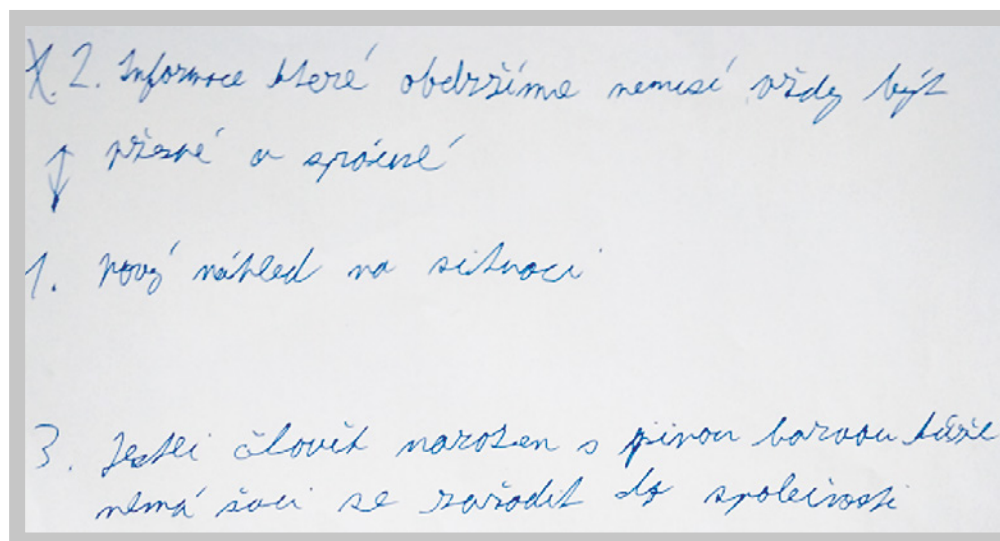 2. Informace které obdržíme nemusí vždy být
přesné a správné
1. Nový náhled na situaci
3. Jestli člověk narozen s jinou barvou kůže
nemá šanci se zařadit do společnosti